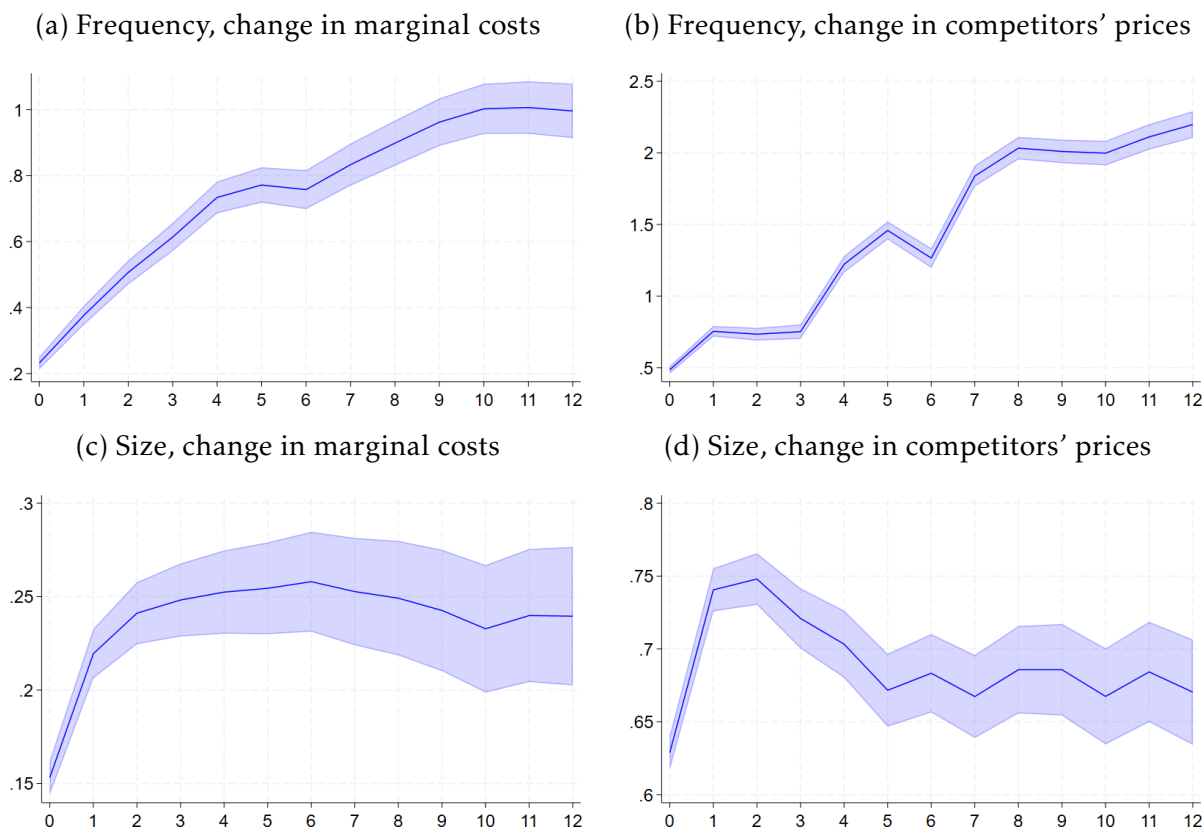 (a) Frequency, change in marginal costs
1
.8
.6
.4
.2
0 1 2 3 4 5 6 7 8 9 10 11 12
(b) Frequency, change in competitors’ prices
2.5
2
1.5
1
.5
0 1 2 3 4 5 6 7 8 9 10 11 12
(c) Size, change in marginal costs
.3
.25
.2
.15
0 1 2 3 4 5 6 7 8 9 10 11 12
(d) Size, change in competitors’ prices
.8
.75
.7
.65
.6
0 1 2 3 4 5 6 7 8 9 10 11 12